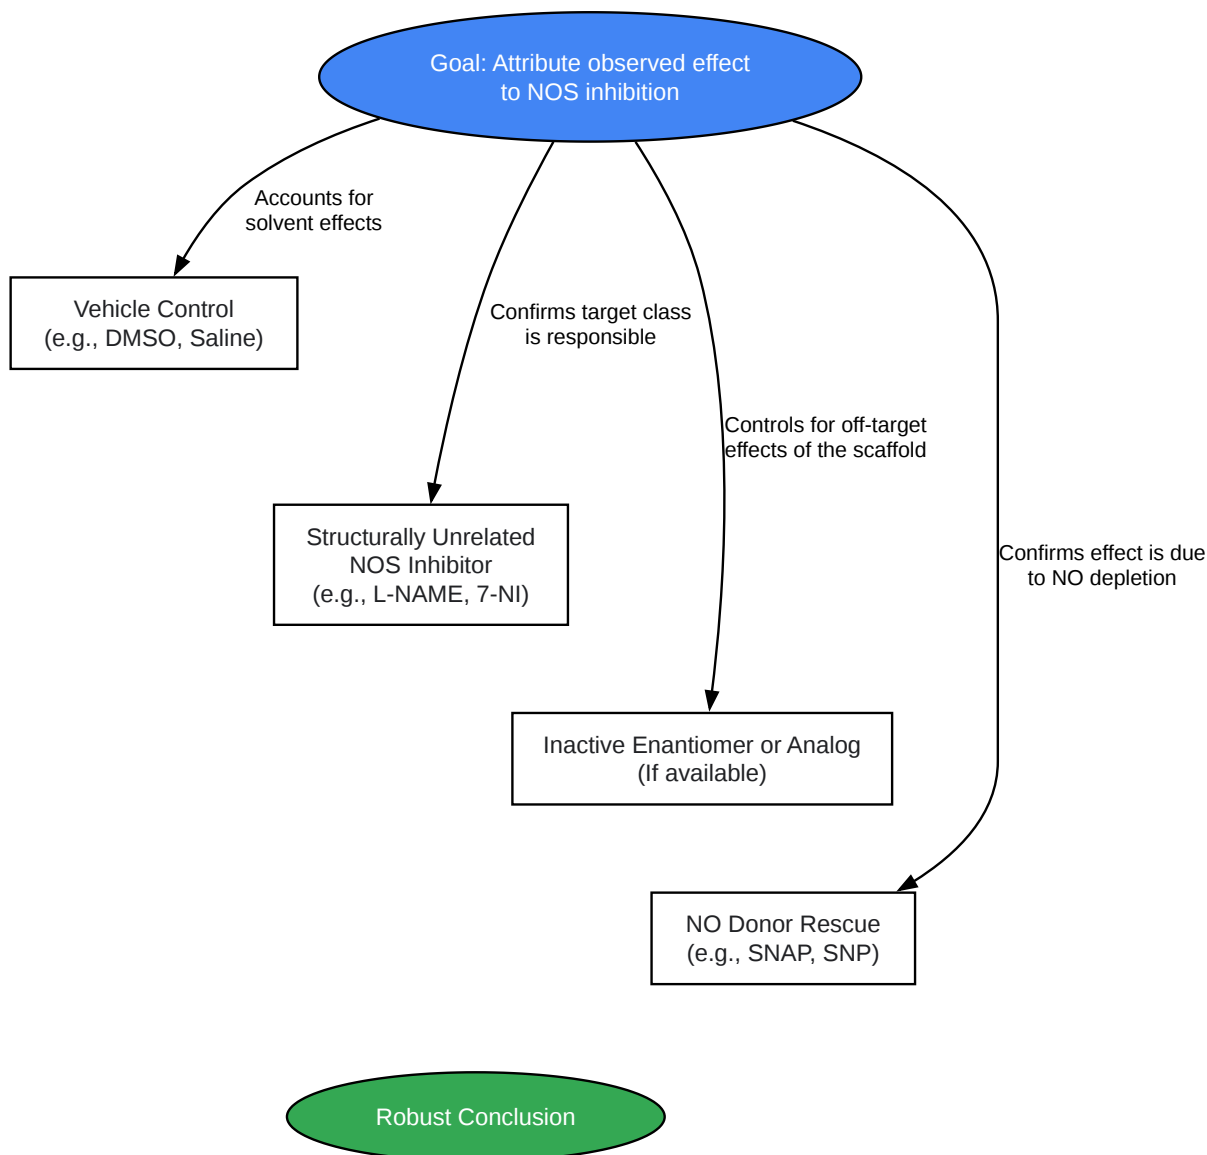 Goal: Attribute observed effect
to NOS inhibition
Accounts for
solvent effects
Vehicle Control
(e.g., DMSO, Saline)
Confirms target class
is responsible
Controls for off-target
effects of the scaffold
Structurally Unrelated
NOS Inhibitor
(e.g., L-NAME, 7-NI)
Confirms effect is due
to NO depletion
Inactive Enantiomer or Analog
(If available)
NO Donor Rescue
(e.g., SNAP, SNP)
Robust Conclusion